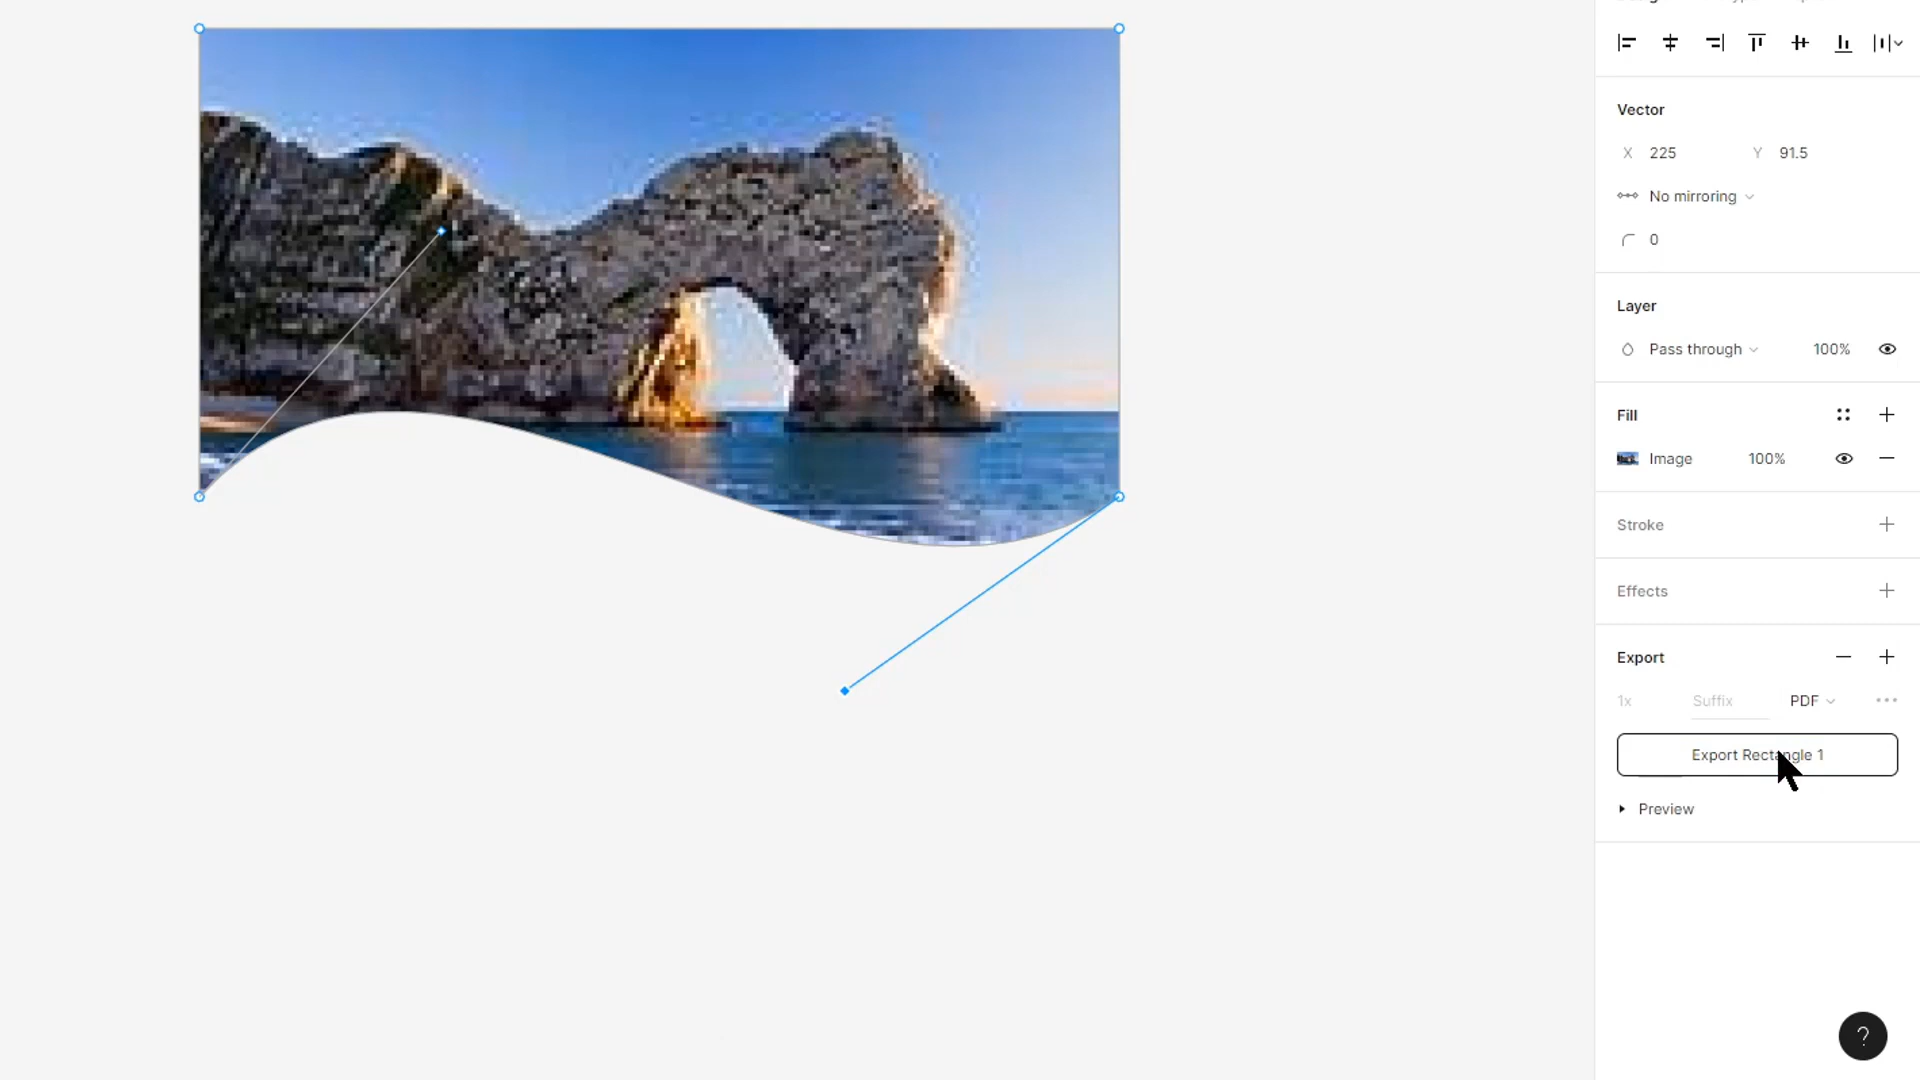 Vector
X 225 Y 91.5
No mirroring
0
Layer
Pass through 100%
Fill
Image 100%
Stroke
Effects
Export
1x Suffix PDF
Export Rectangle 1
Preview
?